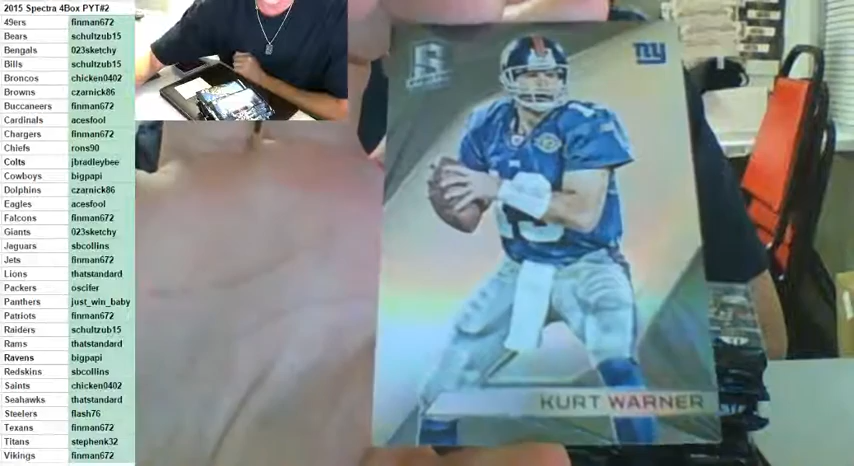 2015 Spectra 4Box PYT#2
49ers finman672
Bears schultzub15
Bengals 023sketchy
Bills schultzub15
Broncos chicken0402
Browns czarnick86
Buccaneers finman672
Cardinals acesfool
Chargers finman672
Chiefs rons90
Colts jbradleybee
Cowboys bigpapi
Dolphins czarnick86
Eagles acesfool
Falcons finman672
Giants 023sketchy
Jaguars sbcollins
Jets finman672
Lions thatstandard
Packers oscifer
Panthers just_win_baby
Patriots finman672
Raiders schultzub15
Rams thatstandard
Ravens bigpapi
Redskins sbcollins
Saints chicken0402
Seahawks thatstandard
Steelers flash76
Texans finman672
Titans stephenk32
Vikings finman672
ny
13
KURT WARNER